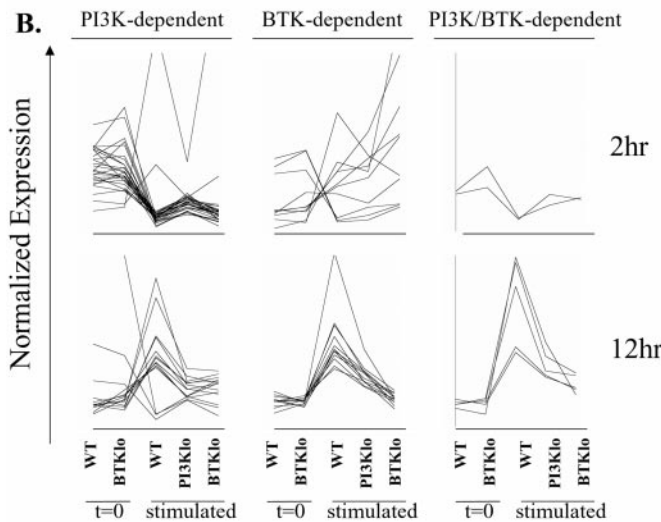 B.
PI3K-dependent BTK-dependent PI3K/BTK-dependent
Normalized Expression
2hr
12hr
WT BTKlo WT PI3Klo BTKlo WT BTKlo WT PI3Klo BTKlo WT BTKlo WT PI3Klo BTKlo
t=0 stimulated t=0 stimulated t=0 stimulated